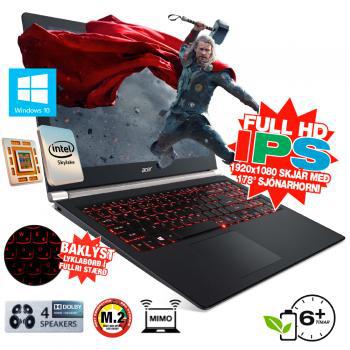 Windows 10
FULL HD
IPS
1920x1080 SKJÁR MEÐ
178° SJÓNARHORNI
intel
Skylake
acer
BAKLÝST
LYKLABORÐ Í
FULLRI STÆRÐ
4
SPEAKERS
DOLBY
M.2
MIMO
6+
TÍMAR